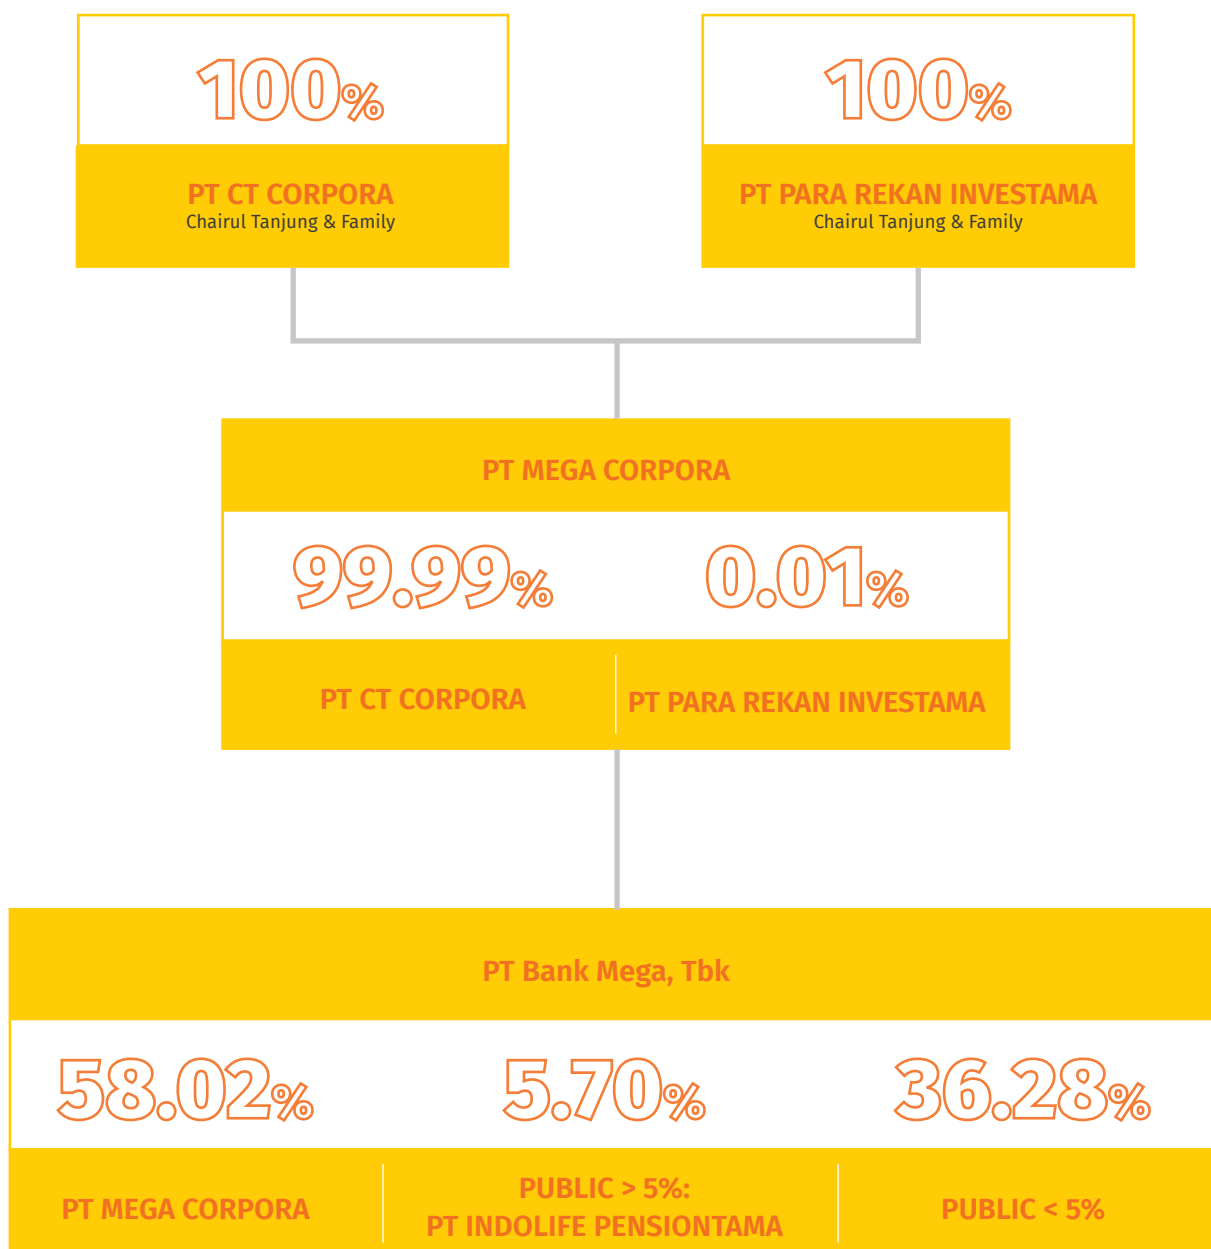 100%
PT CT CORPORA
Chairul Tanjung & Family
100%
PT PARA REKAN INVESTAMA
Chairul Tanjung & Family
PT MEGA CORPORA
99.99%
0.01%
PT CT CORPORA
PT PARA REKAN INVESTAMA
PT Bank Mega, Tbk
58.02%
5.70%
36.28%
PT MEGA CORPORA
PUBLIC > 5%:
PT INDOLIFE PENSIONTAMA
PUBLIC < 5%